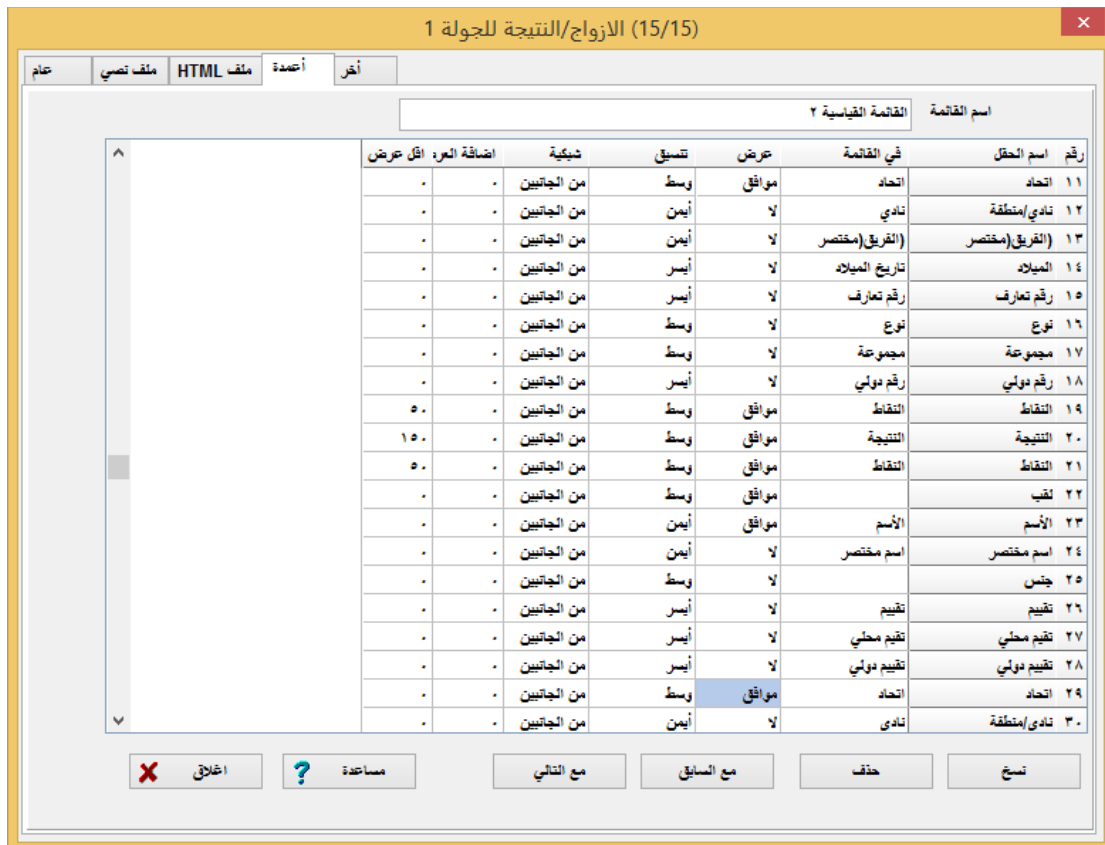 (15/15) الازواج/النتيجة للجولة 1
عام ملف نصي ملف HTML أعمدة أخر
اسم القائمة القائمة القياسية ٢
رقم اسم الحقل في القائمة عرض تنسيق شبكية اضافة العرد اقل عرض
١١ اتحاد اتحاد موافق وسط من الجانبين ٠ ٠
١٢ نادي/منطقة نادي لا أيمن من الجانبين ٠ ٠
١٣ (الفريق(مختصر (الفريق(مختصر لا أيمن من الجانبين ٠ ٠
١٤ الميلاد تاريخ الميلاد لا أيسر من الجانبين ٠ ٠
١٥ رقم تعارف رقم تعارف لا أيسر من الجانبين ٠ ٠
١٦ نوع نوع لا وسط من الجانبين ٠ ٠
١٧ مجموعة مجموعة لا وسط من الجانبين ٠ ٠
١٨ رقم دولي رقم دولي لا أيسر من الجانبين ٠ ٠
١٩ النقاط النقاط موافق وسط من الجانبين ٠ ٥٠
٢٠ النتيجة النتيجة موافق وسط من الجانبين ٠ ١٥٠
٢١ النقاط النقاط موافق وسط من الجانبين ٠ ٥٠
٢٢ لقب موافق وسط من الجانبين ٠ ٠
٢٣ الأسم الأسم موافق أيمن من الجانبين ٠ ٠
٢٤ اسم مختصر اسم مختصر لا أيمن من الجانبين ٠ ٠
٢٥ جنس لا وسط من الجانبين ٠ ٠
٢٦ تقييم تقييم لا أيسر من الجانبين ٠ ٠
٢٧ تقيم محلي تقيم محلي لا أيسر من الجانبين ٠ ٠
٢٨ تقييم دولي تقييم دولي لا أيسر من الجانبين ٠ ٠
٢٩ اتحاد اتحاد موافق وسط من الجانبين ٠ ٠
٣٠ نادي/منطقة نادي لا أيمن من الجانبين ٠ ٠
نسخ حذف مع السابق مع التالي مساعدة اغلاق